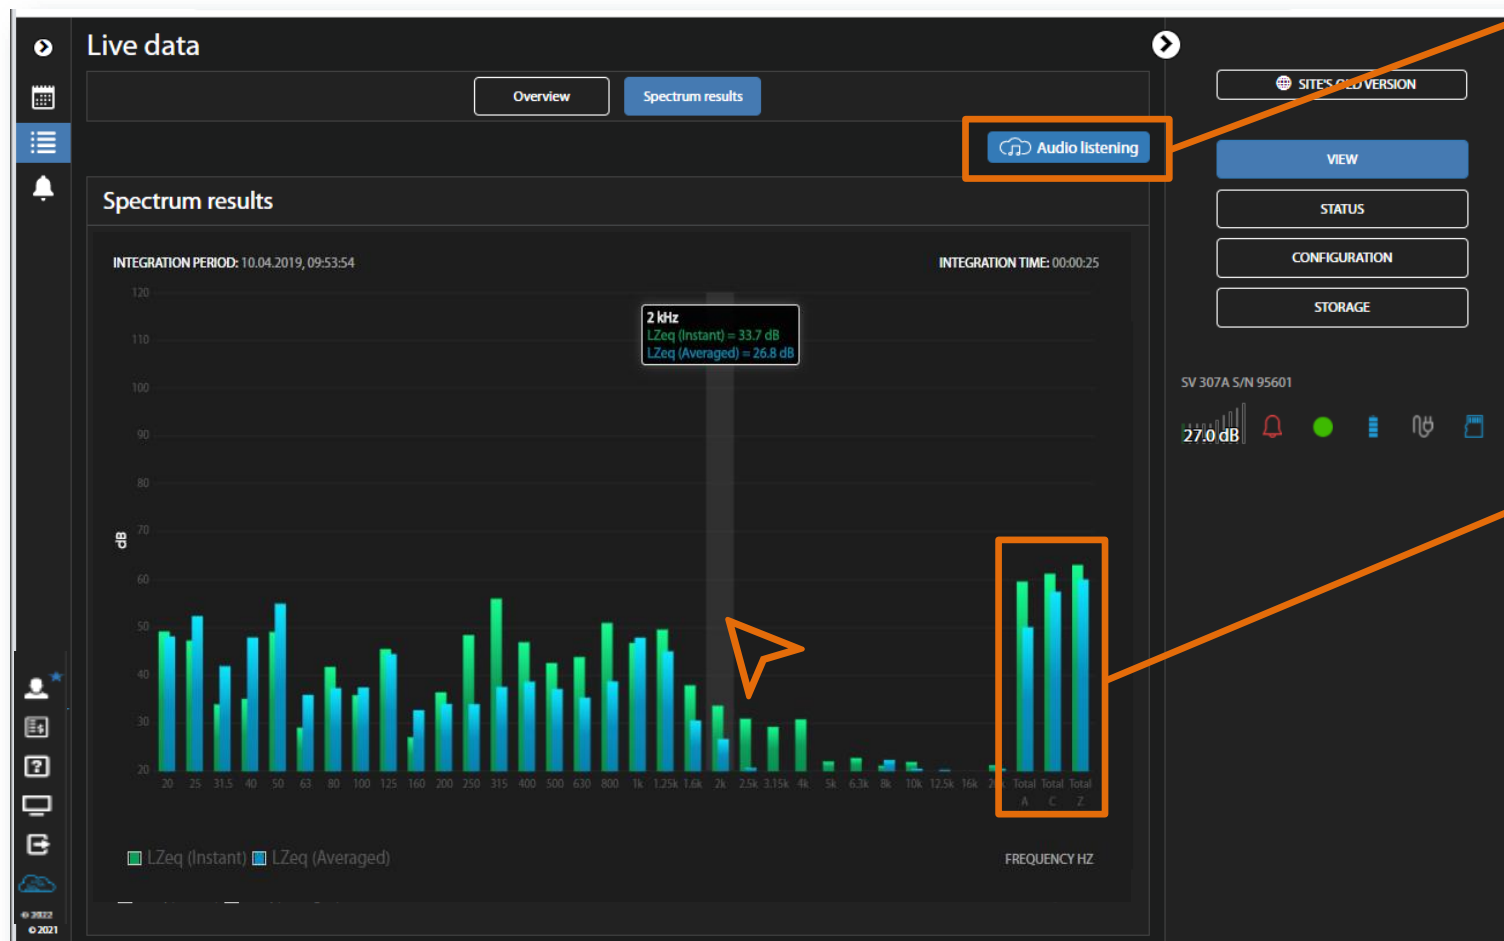 Live data
Overview
Spectrum results
Audio listening
Spectrum results
INTEGRATION PERIOD: 10.04.2019, 09:53:54
INTEGRATION TIME: 00:00:25
120
110
100
90
80
70
60
50
40
30
20
dB
2 kHz
LZeq (Instant) = 33.7 dB
LZeq (Averaged) = 26.8 dB
20 25 31.5 40 50 63 80 100 125 160 200 250 315 400 500 630 800 1k 1.25k 1.6k 2k 2.5k 3.15k 4k 5k 6.3k 8k 10k 12.5k 16k Total Total Total
A C Z
LZeq (Instant) LZeq (Averaged)
FREQUENCY HZ
SITE'S OLD VERSION
VIEW
STATUS
CONFIGURATION
STORAGE
SV 307A S/N 95601
27.0 dB
© 2022
© 2021